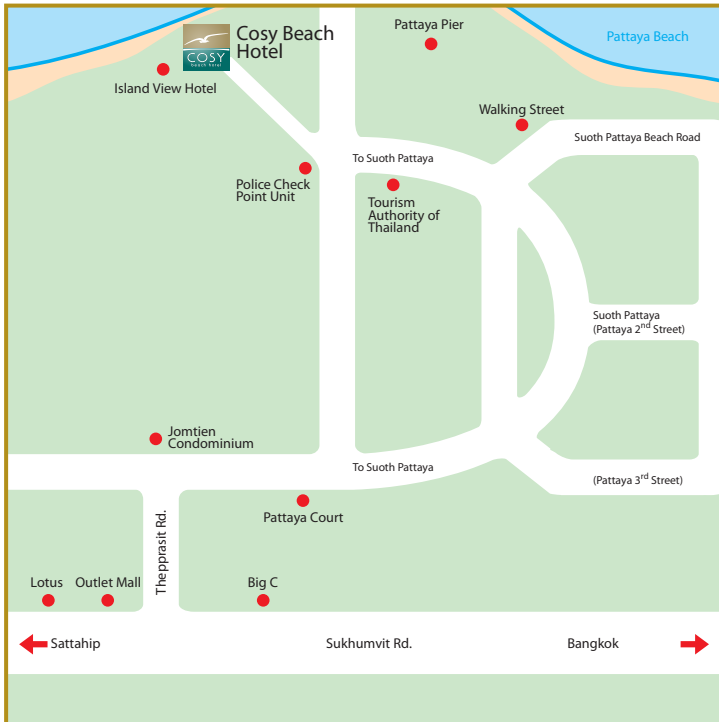 Cosy Beach
Hotel
COSY
beach hotel
Pattaya Pier
Pattaya Beach
Island View Hotel
Walking Street
Suoth Pattaya Beach Road
To Suoth Pattaya
Police Check
Point Unit
Tourism
Authority of
Thailand
Suoth Pattaya
(Pattaya 2nd Street)
Jomtien
Condominium
To Suoth Pattaya
(Pattaya 3rd Street)
Pattaya Court
Thepprasit Rd.
Lotus
Outlet Mall
Big C
Sattahip
Sukhumvit Rd.
Bangkok